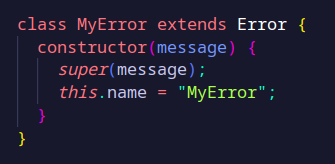 class MyError extends Error {
  constructor(message) {
    super(message);
    this.name = "MyError";
  }
}